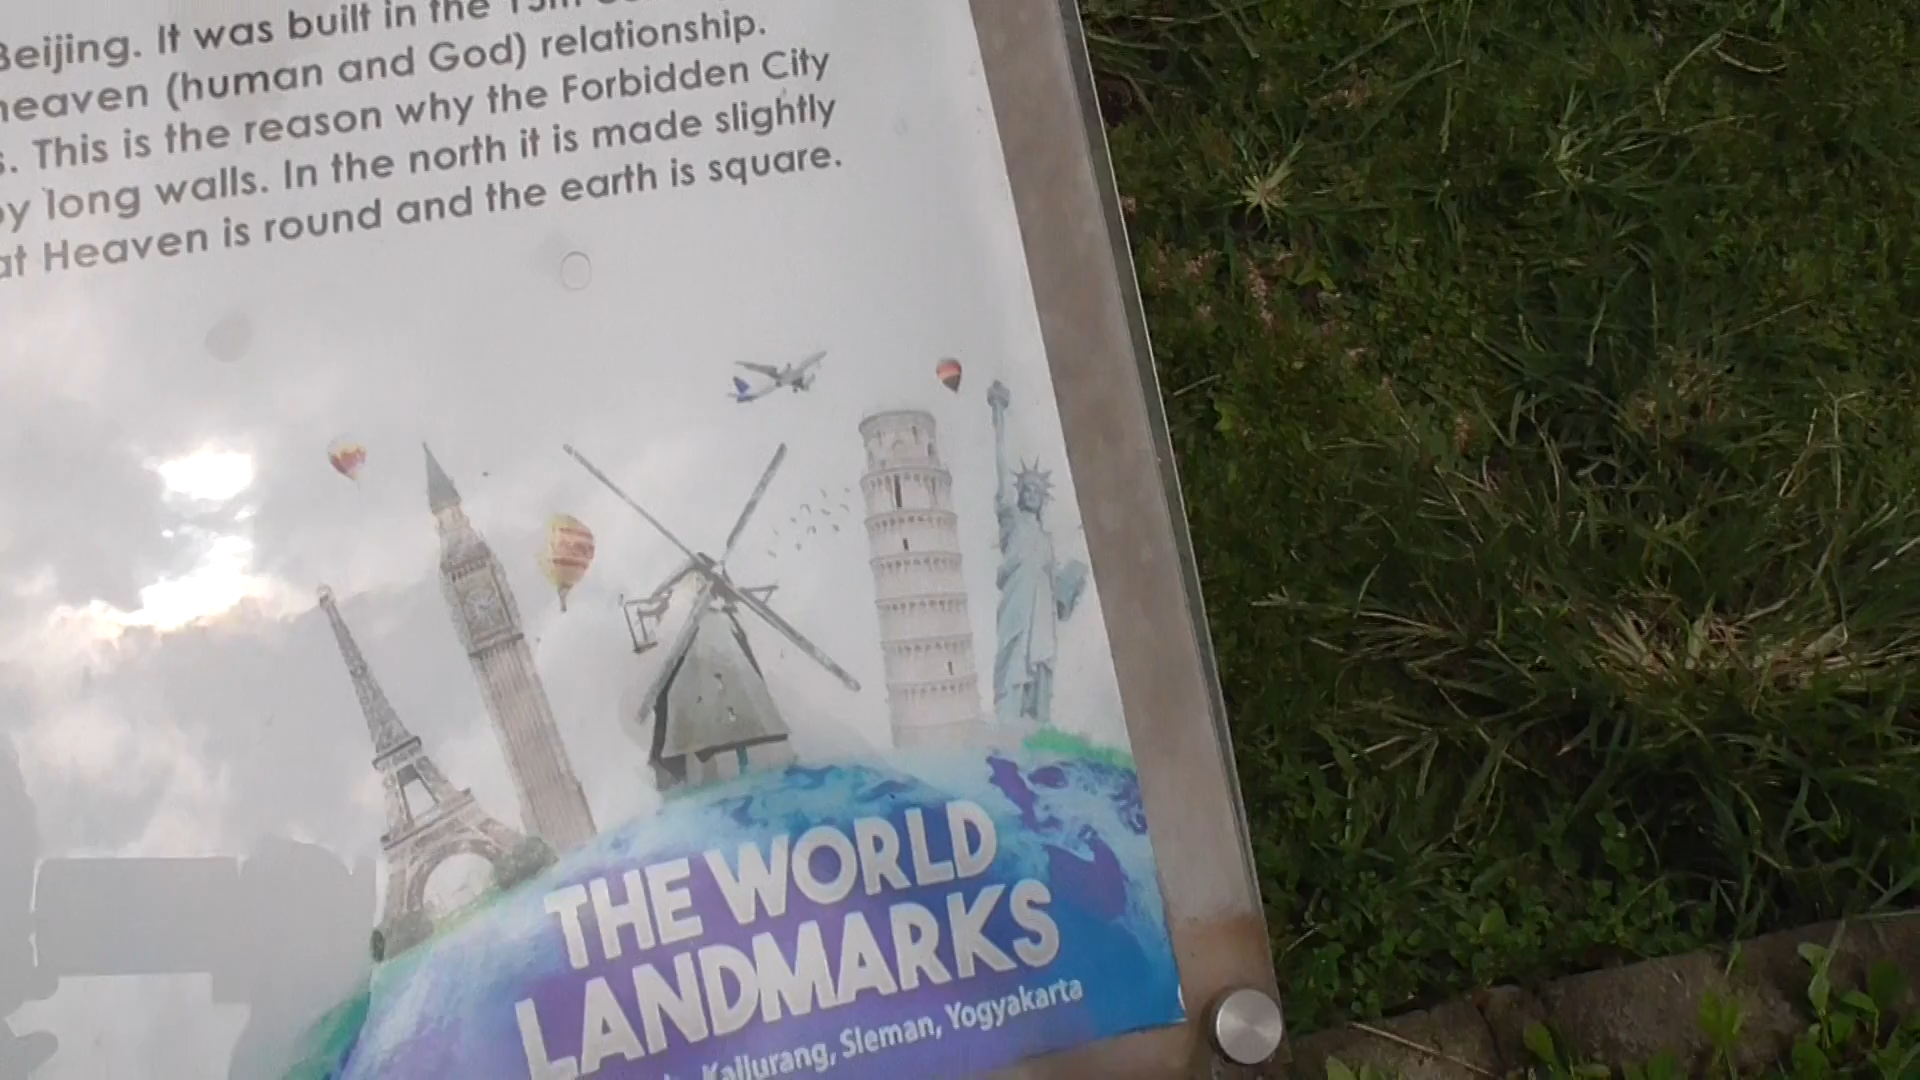 Beijing. It was built in the 15th
heaven (human and God) relationship.
s. This is the reason why the Forbidden City
by long walls. In the north it is made slightly
at Heaven is round and the earth is square.
THE WORLD
LANDMARKS
Kaliurang, Sleman, Yogyakarta